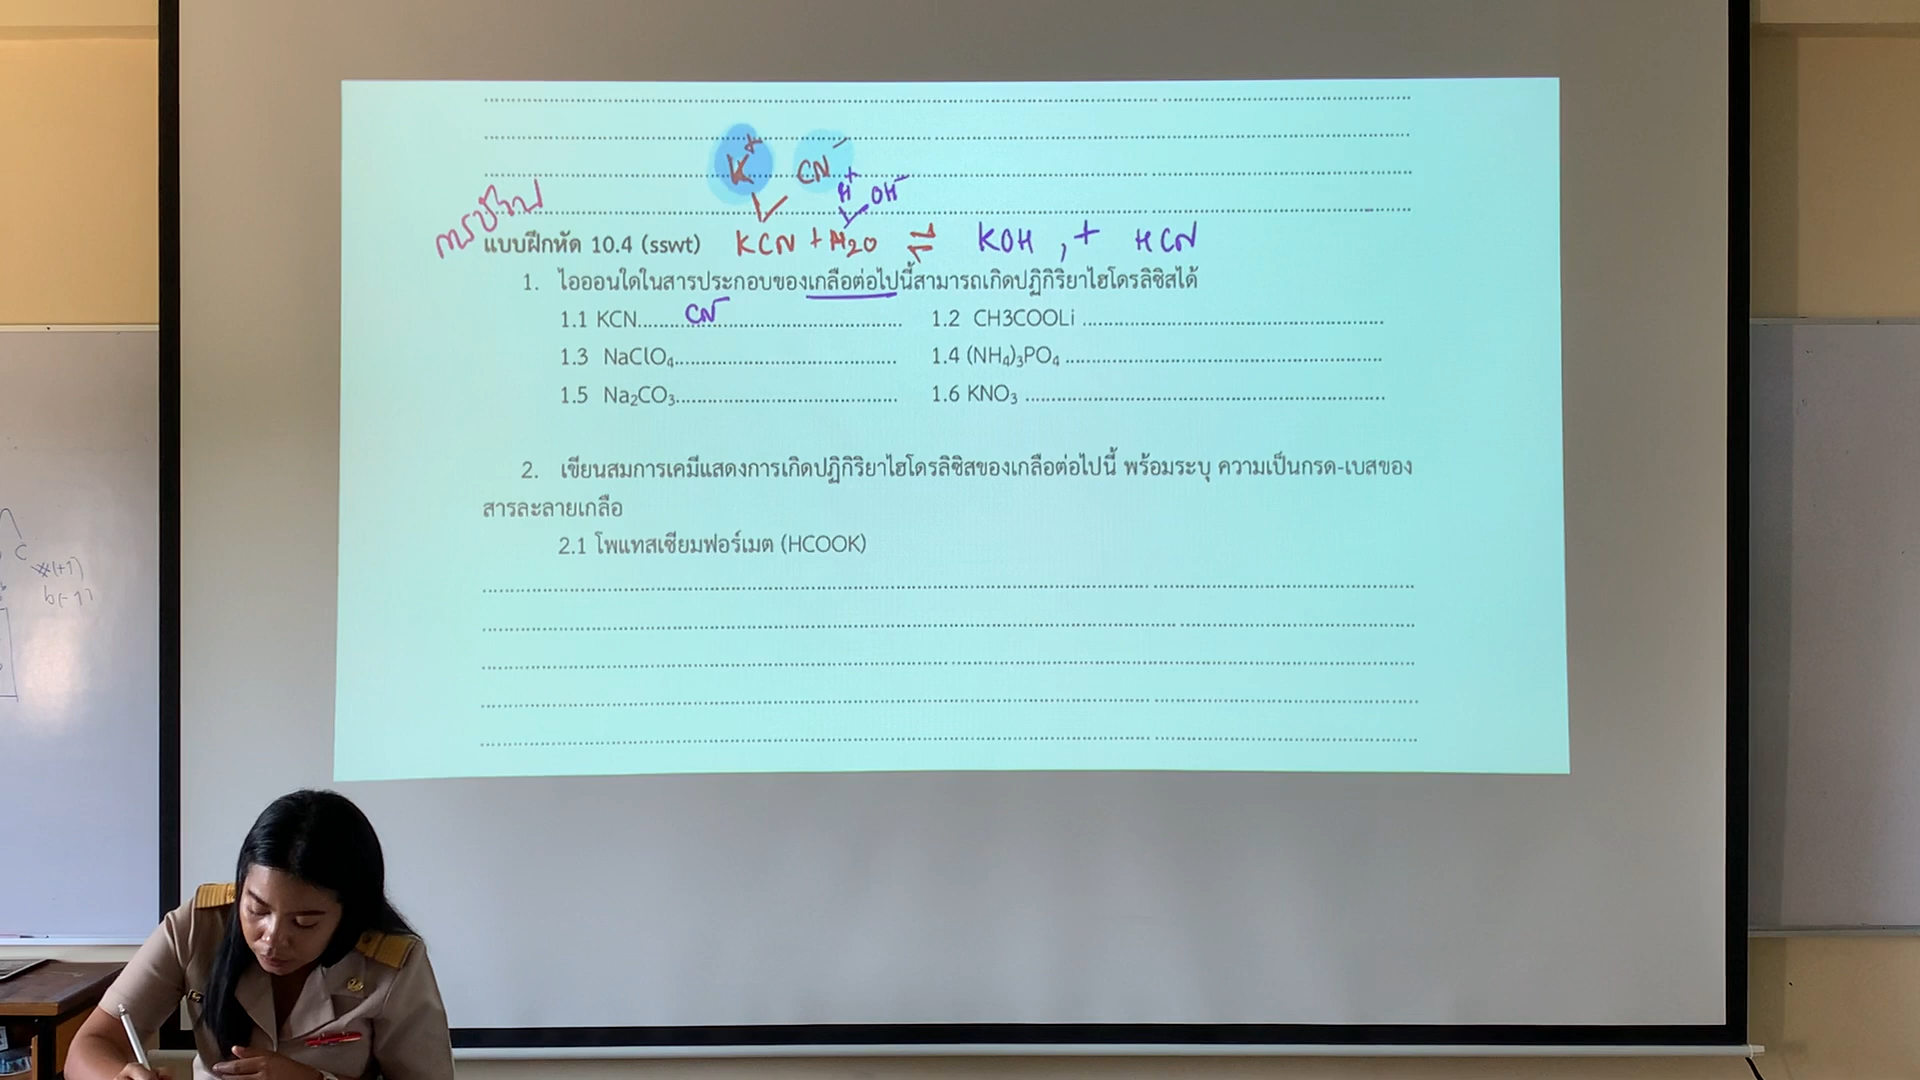 K⁺ CN⁻
H⁺ OH⁻
การบ้าน
แบบฝึกหัด 10.4 (sswt) KCN + H₂O ⇌ KOH , + HCN
1. ไอออนใดในสารประกอบของเกลือต่อไปนี้สามารถเกิดปฏิกิริยาไฮโดรลิซิสได้
1.1 KCN.......CN⁻....... 1.2 CH3COOLi .......
1.3 NaClO₄....... 1.4 (NH₄)₃PO₄ .......
1.5 Na₂CO₃....... 1.6 KNO₃ .......
2. เขียนสมการเคมีแสดงการเกิดปฏิกิริยาไฮโดรลิซิสของเกลือต่อไปนี้ พร้อมระบุ ความเป็นกรด-เบสของ
สารละลายเกลือ
2.1 โพแทสเซียมฟอร์เมต (HCOOK)
C
(+1)
b(-1)